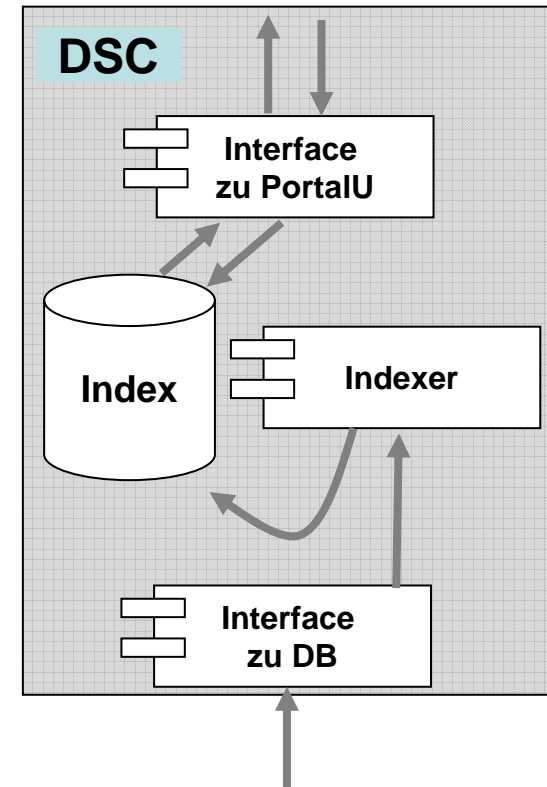 DSC
Interface
zu PortalU
Index
Indexer
Interface
zu DB